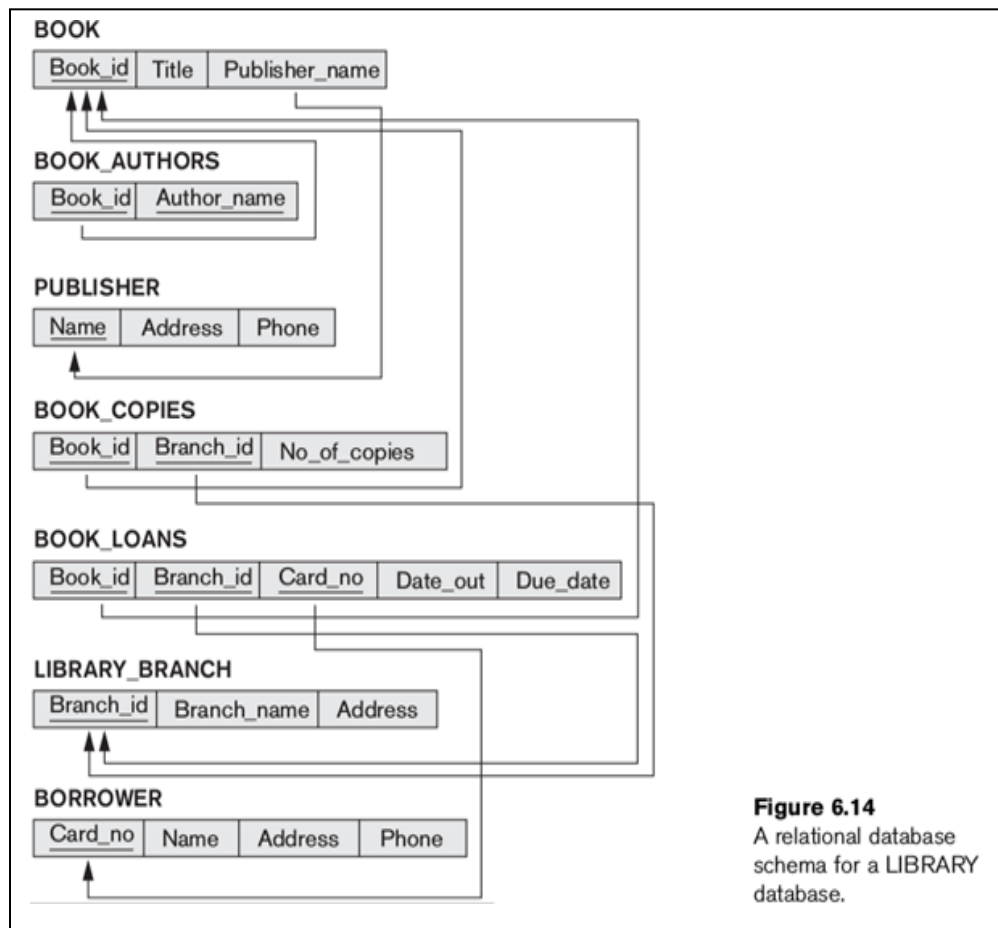 BOOK
Book_id Title Publisher_name
BOOK_AUTHORS
Book_id Author_name
PUBLISHER
Name Address Phone
BOOK_COPIES
Book_id Branch_id No_of_copies
BOOK_LOANS
Book_id Branch_id Card_no Date_out Due_date
LIBRARY_BRANCH
Branch_id Branch_name Address
BORROWER
Card_no Name Address Phone
Figure 6.14
A relational database
schema for a LIBRARY
database.